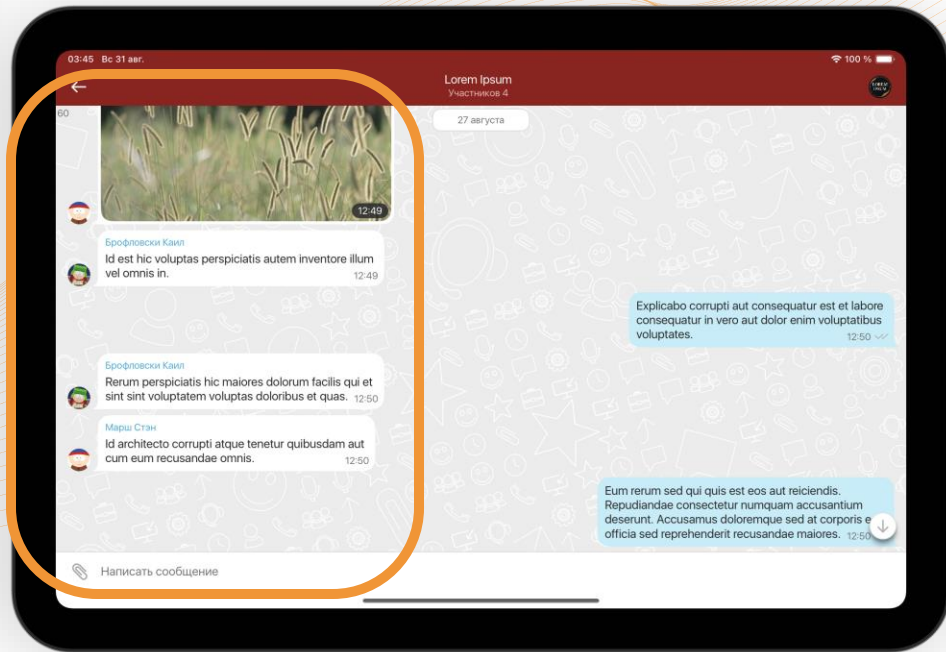 03:45 Вс 31 авг.
100 %
Lorem Ipsum
Участников 4
60
27 августа
12:49
Брофловски Каил
Id est hic voluptas perspiciatis autem inventore illum
vel omnis in.
12:49
Explicabo corrupti aut consequatur est et labore
consequatur in vero aut dolor enim voluptatibus
voluptates.
12:50
Брофловски Каил
Rerum perspiciatis hic maiores dolorum facilis qui et
sint sint voluptatem voluptas doloribus et quas. 12:50
Марш Стэн
Id architecto corrupti atque tenetur quibusdam aut
cum eum recusandae omnis.
12:50
Eum rerum sed qui quis est eos aut reiciendis.
Repudiandae consectetur numquam accusantium
deserunt. Accusamus doloremque sed at corporis
officia sed reprehenderit recusandae maiores. 12:50
Написать сообщение